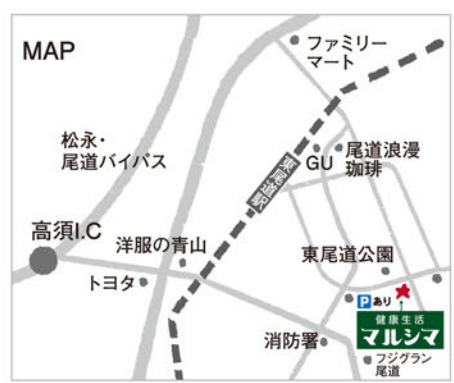 MAP
ファミリー
マート
松永・
尾道バイパス
東尾道駅
GU
尾道浪漫
珈琲
高須I.C
洋服の青山
トヨタ
東尾道公園
P あり
健康生活
マルシマ
消防署
フジグラン
尾道